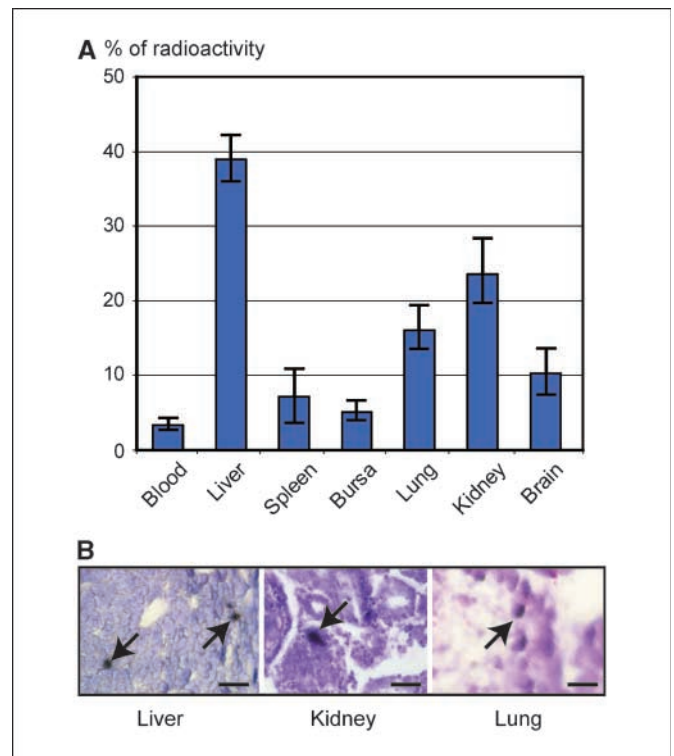 A % of radioactivity
50
40
30
20
10
0
Blood
Liver
Spleen
Bursa
Lung
Kidney
Brain
B
Liver Kidney Lung